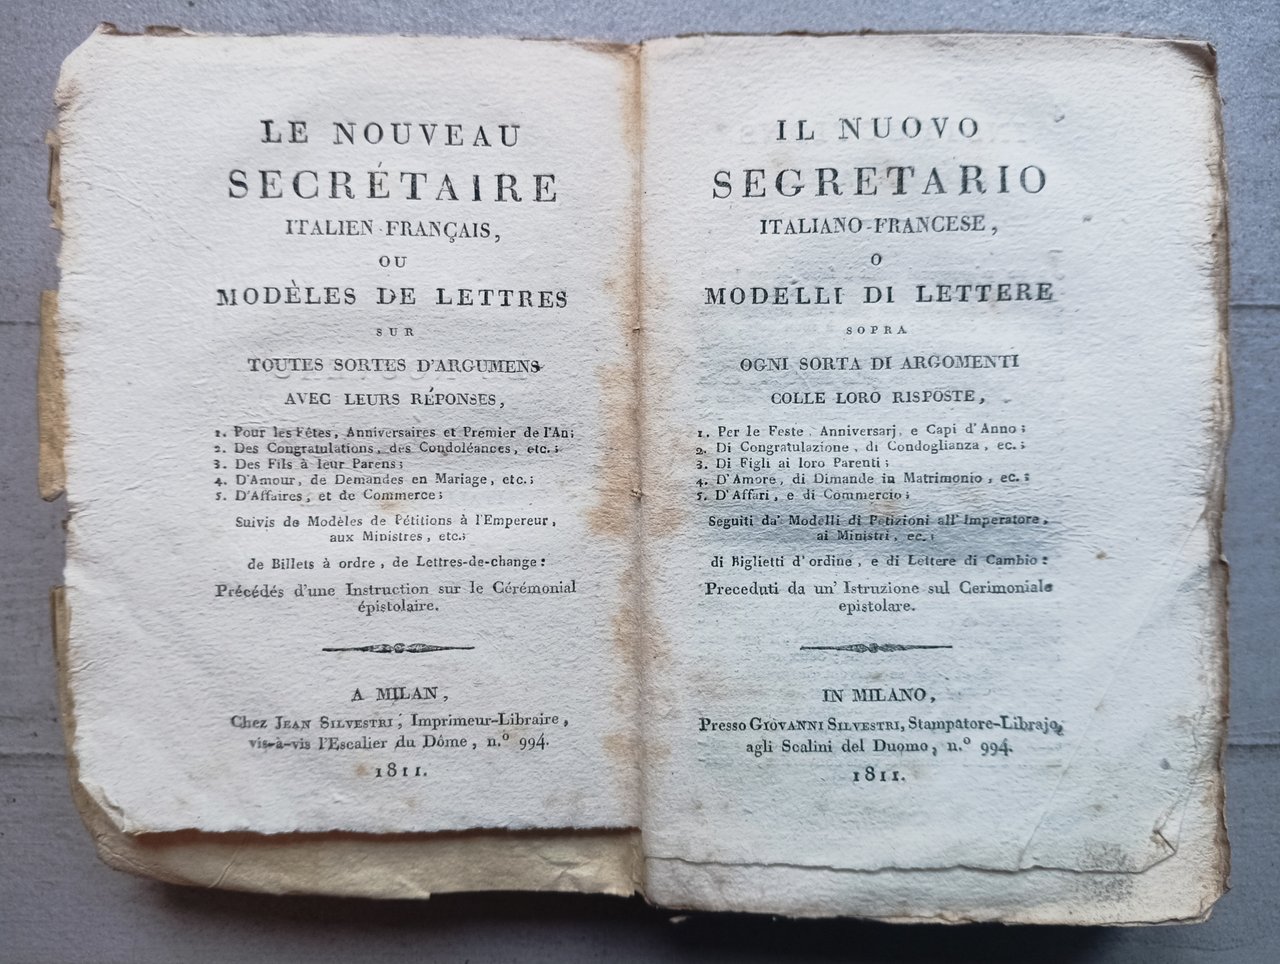 LE NOUVEAU
SECRÉTAIRE
ITALIEN-FRANÇAIS,
OU
MODÈLES DE LETTRES
SUR
TOUTES SORTES D'ARGUMENS
AVEC LEURS RÉPONSES,
1. Pour les Fêtes, Anniversaires et Premier de l'An;
2. Des Congratulations, des Condoléances, etc.;
3. Des Fils à leur Parens;
4. D'Amour, de Demandes en Mariage, etc.;
5. D'Affaires, et de Commerce;
Suivis de Modèles de Pétitions à l'Empereur,
aux Ministres, etc.;
de Billets à ordre, de Lettres-de-change:
Précédés d'une Instruction sur le Cérémonial
épistolaire.
A MILAN,
Chez JEAN SILVESTRI, Imprimeur-Libraire,
vis-à-vis l'Escalier du Dôme, n.º 994.
1811.
IL NUOVO
SEGRETARIO
ITALIANO-FRANCESE,
O
MODELLI DI LETTERE
SOPRA
OGNI SORTA DI ARGOMENTI
COLLE LORO RISPOSTE,
1. Per le Feste, Anniversarj, e Capi d'Anno;
2. Di Congratulazione, di Condoglianza, ec.;
3. Di Figli ai loro Parenti;
4. D'Amore, di Dimande in Matrimonio, ec.;
5. D'Affari, e di Commercio;
Seguiti da' Modelli di Petizioni all'Imperatore,
ai Ministri, ec.;
di Biglietti d'ordine, e di Lettere di Cambio:
Preceduti da un' Istruzione sul Cerimoniale
epistolare.
IN MILANO,
Presso GIOVANNI SILVESTRI, Stampatore-Librajo,
agli Scalini del Duomo, n.º 994.
1811.